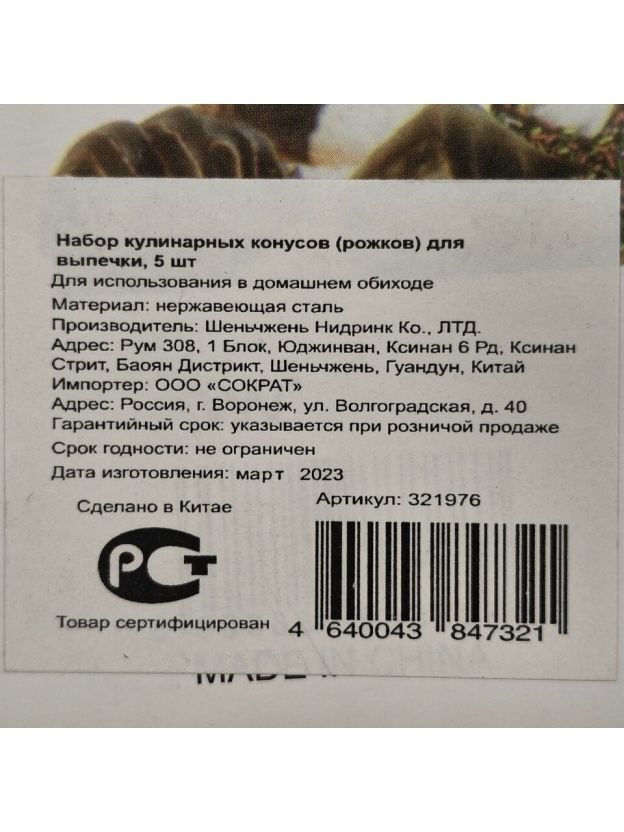 Набор кулинарных конусов (рожков) для
выпечки, 5 шт
Для использования в домашнем обиходе
Материал: нержавеющая сталь
Производитель: Шеньчжень Нидринк Ко., ЛТД.
Адрес: Рум 308, 1 Блок, Юджинван, Ксинан 6 Рд, Ксинан
Стрит, Баоян Дистрикт, Шеньчжень, Гуандун, Китай
Импортер: ООО «СОКРАТ»
Адрес: Россия, г. Воронеж, ул. Волгоградская, д. 40
Гарантийный срок: указывается при розничой продаже
Срок годности: не ограничен
Дата изготовления: март 2023
Сделано в Китае
Артикул: 321976
РСТ
Товар сертифицирован
4 640043 847321
MADE